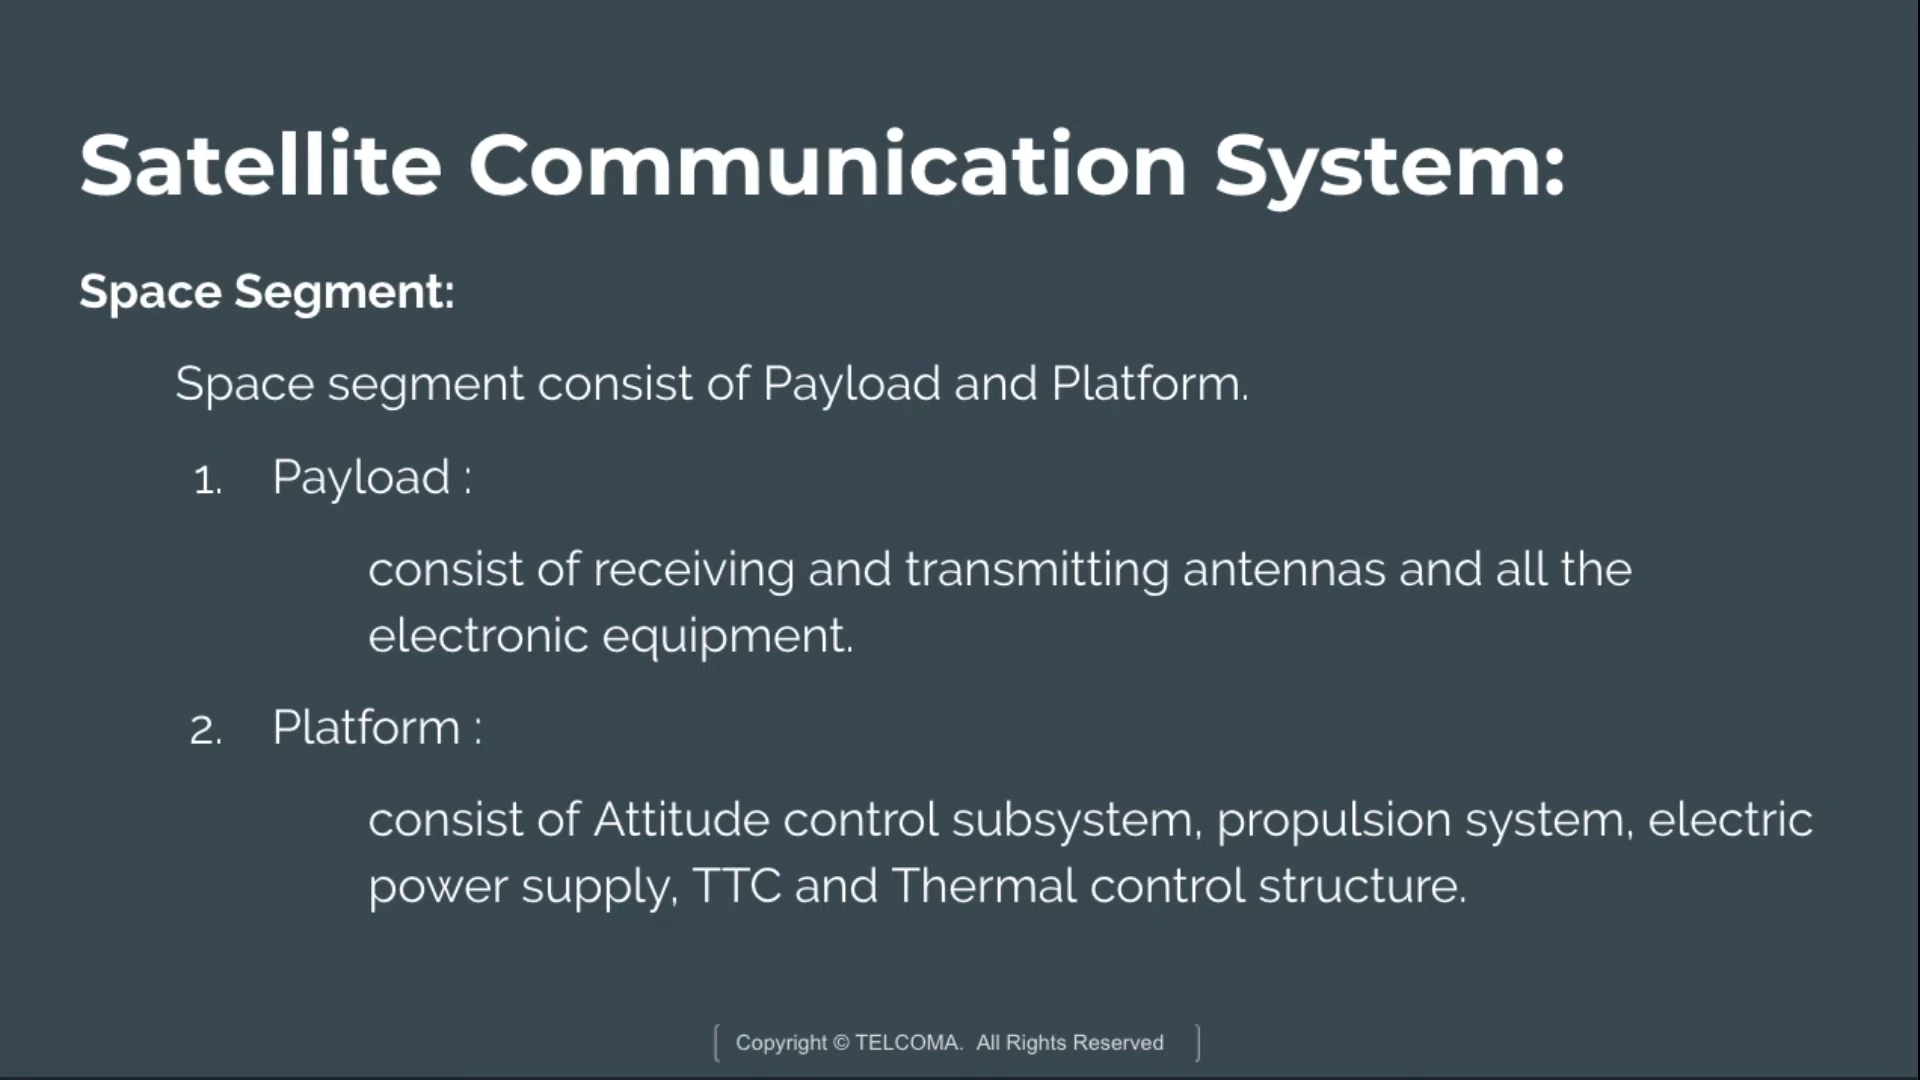 Satellite Communication System:
Space Segment:
Space segment consist of Payload and Platform.
1. Payload :
consist of receiving and transmitting antennas and all the
electronic equipment.
2. Platform :
consist of Attitude control subsystem, propulsion system, electric
power supply, TTC and Thermal control structure.
Copyright © TELCOMA. All Rights Reserved